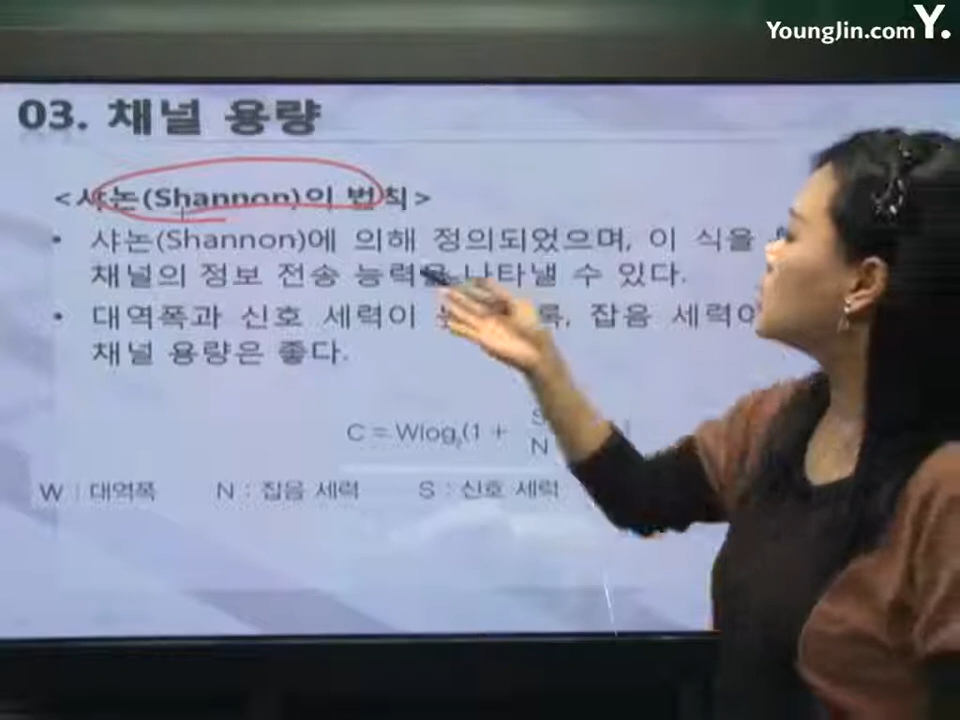 YoungJin.com Y.
03. 채널 용량
<샤논(Shannon)의 법칙>
• 샤논(Shannon)에 의해 정의되었으며, 이 식을
채널의 정보 전송 능력을 나타낼 수 있다.
• 대역폭과 신호 세력이 잡음
채널 용량은 좋다.
C = Wlog₂(1 + S
N
W : 대역폭 N : 잡음 세력 S : 신호 세력